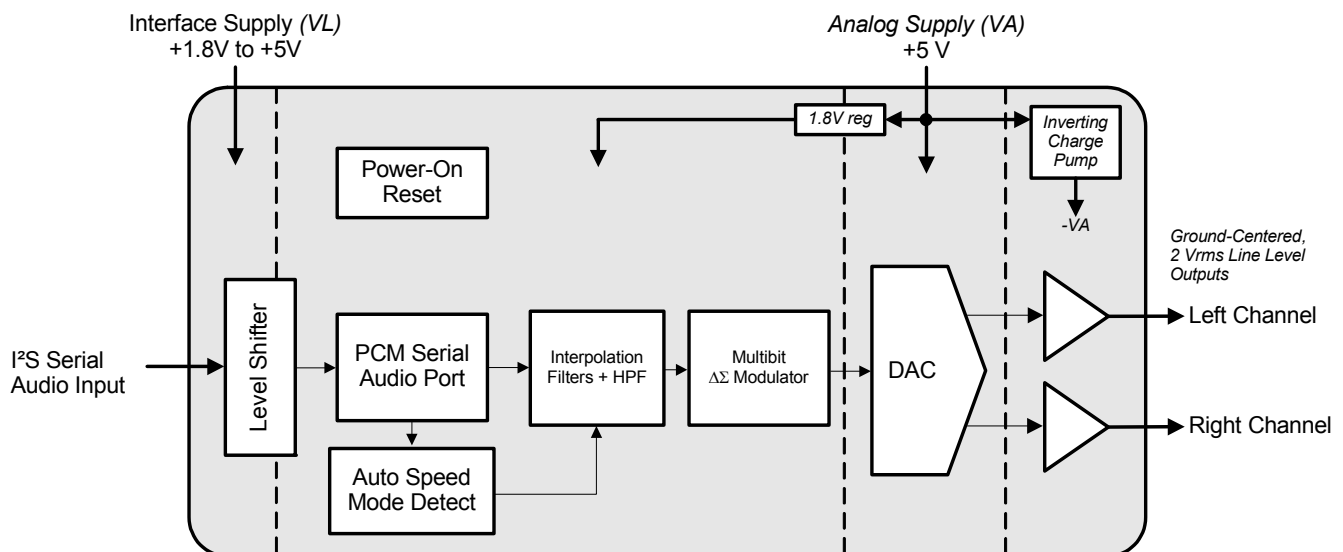 Interface Supply (VL)
+1.8V to +5V
Analog Supply (VA)
+5 V
1.8V reg
Inverting
Charge
Pump
-VA
Power-On
Reset
Ground-Centered,
2 Vrms Line Level
Outputs
I²S Serial
Audio Input
Level Shifter
PCM Serial
Audio Port
Interpolation
Filters + HPF
Multibit
ΔΣ Modulator
DAC
Left Channel
Right Channel
Auto Speed
Mode Detect